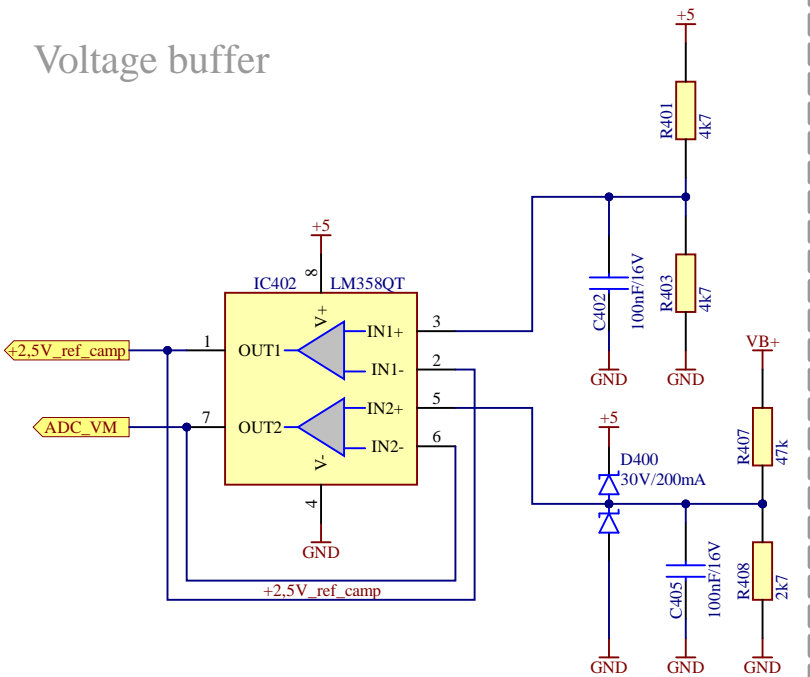 Voltage buffer
+5
R401
4k7
C402
100nF/16V
R403
4k7
GND
GND
+5
IC402
LM358QT
8
V+
+2,5V_ref_camp
1
OUT1
IN1+
3
IN1-
2
ADC_VM
7
OUT2
IN2+
5
IN2-
6
V-
4
GND
+2,5V_ref_camp
VB+
R407
47k
+5
D400
30V/200mA
C405
100nF/16V
R408
2k7
GND
GND
GND